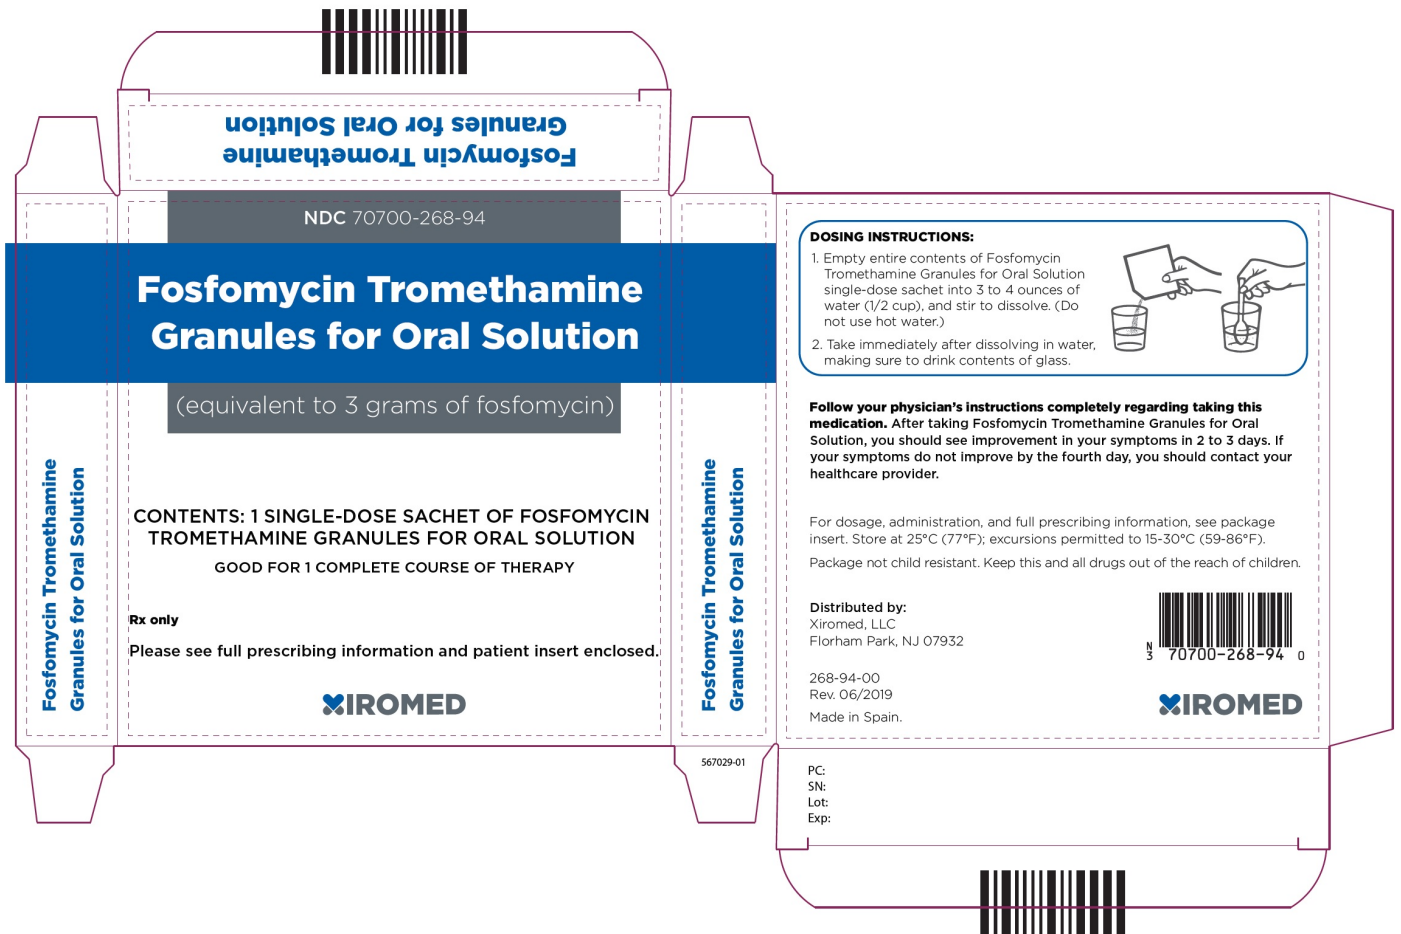 Fosfomycin Tromethamine
Granules for Oral Solution
NDC 70700-268-94
Fosfomycin Tromethamine
Granules for Oral Solution
(equivalent to 3 grams of fosfomycin)
CONTENTS: 1 SINGLE-DOSE SACHET OF FOSFOMYCIN
TROMETHAMINE GRANULES FOR ORAL SOLUTION
GOOD FOR 1 COMPLETE COURSE OF THERAPY
Rx only
Please see full prescribing information and patient insert enclosed.
XIROMED
Fosfomycin Tromethamine
Granules for Oral Solution
Fosfomycin Tromethamine
Granules for Oral Solution
567029-01
DOSING INSTRUCTIONS:
1. Empty entire contents of Fosfomycin
Tromethamine Granules for Oral Solution
single-dose sachet into 3 to 4 ounces of
water (1/2 cup), and stir to dissolve. (Do
not use hot water.)
2. Take immediately after dissolving in water,
making sure to drink contents of glass.
Follow your physician's instructions completely regarding taking this
medication. After taking Fosfomycin Tromethamine Granules for Oral
Solution, you should see improvement in your symptoms in 2 to 3 days. If
your symptoms do not improve by the fourth day, you should contact your
healthcare provider.
For dosage, administration, and full prescribing information, see package
insert. Store at 25°C (77°F); excursions permitted to 15-30°C (59-86°F).
Package not child resistant. Keep this and all drugs out of the reach of children.
Distributed by:
Xiromed, LLC
Florham Park, NJ 07932
268-94-00
Rev. 06/2019
Made in Spain.
N
3 70700-268-94 0
XIROMED
PC:
SN:
Lot:
Exp: